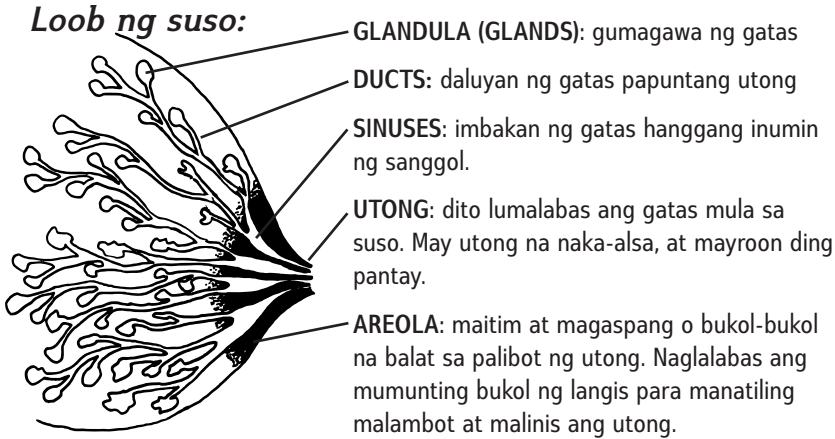 Loob ng suso:
GLANDULA (GLANDS): gumagawa ng gatas
DUCTS: daluyan ng gatas papuntang utong
SINUSES: imbakan ng gatas hanggang inumin
ng sanggol.
UTONG: dito lumalabas ang gatas mula sa
suso. May utong na naka-alsa, at mayroon ding
pantay.
AREOLA: maitim at magaspang o bukol-bukol
na balat sa palibot ng utong. Naglalabas ang
mumunting bukol ng langis para manatiling
malambot at malinis ang utong.